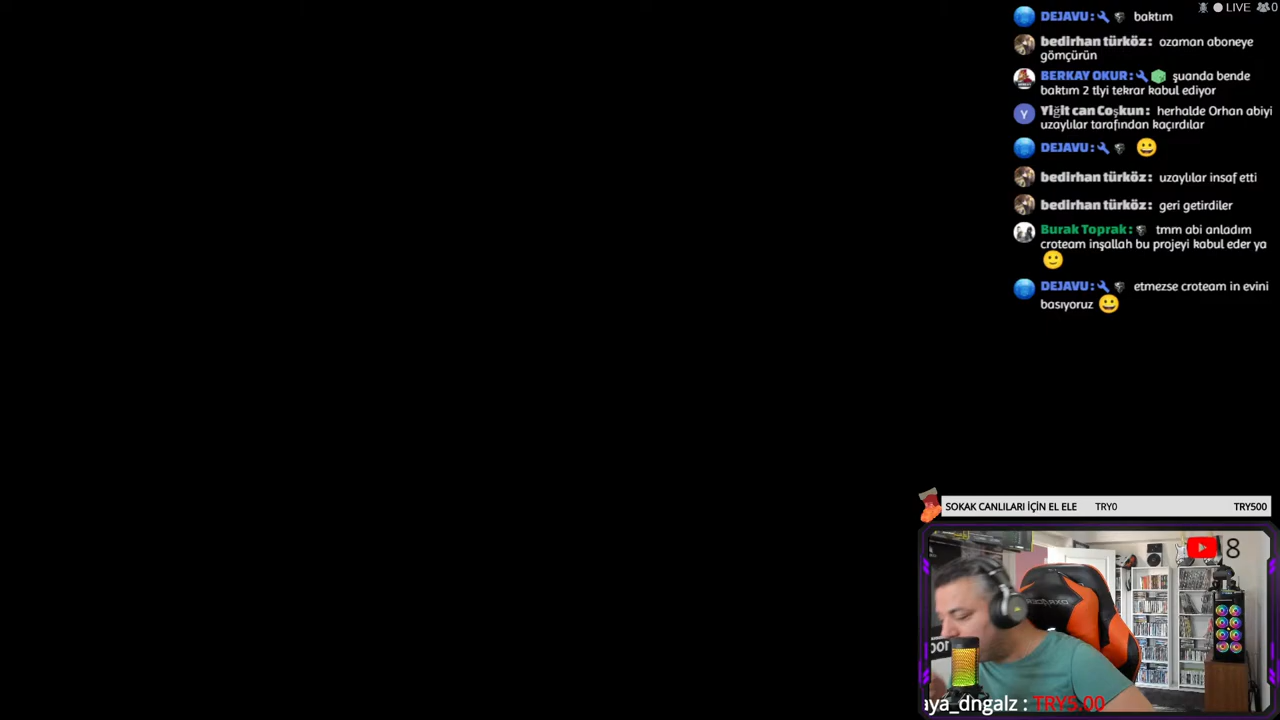 LIVE 0
DEJAVU: baktım
bedirhan türköz: ozaman aboneye
gömçürün
BERKAY OKUR: şuanda bende
baktım 2 tlyi tekrar kabul ediyor
Yiğit can Coşkun: herhalde Orhan abiyi
uzaylılar tarafından kaçırdılar
DEJAVU: 😀
bedirhan türköz: uzaylılar insaf etti
bedirhan türköz: geri getirdiler
Burak Toprak: tmm abi anladım
croteam inşallah bu projeyi kabul eder ya
🙂
DEJAVU: etmezse croteam in evini
basıyoruz 😀
SOKAK CANLILARI İÇİN EL ELE TRY0 TRY500
8
aya_dngalz : TRY5.00